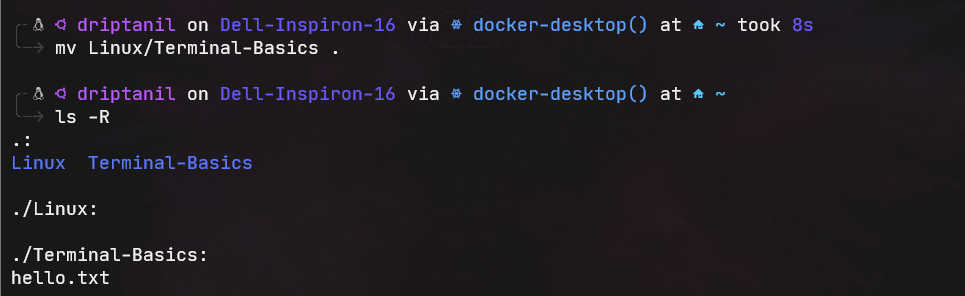 driptanil on Dell-Inspiron-16 via ⎈ docker-desktop() at ~ took 8s
mv Linux/Terminal-Basics .
driptanil on Dell-Inspiron-16 via ⎈ docker-desktop() at ~
ls -R
.:
Linux  Terminal-Basics
./Linux:
./Terminal-Basics:
hello.txt